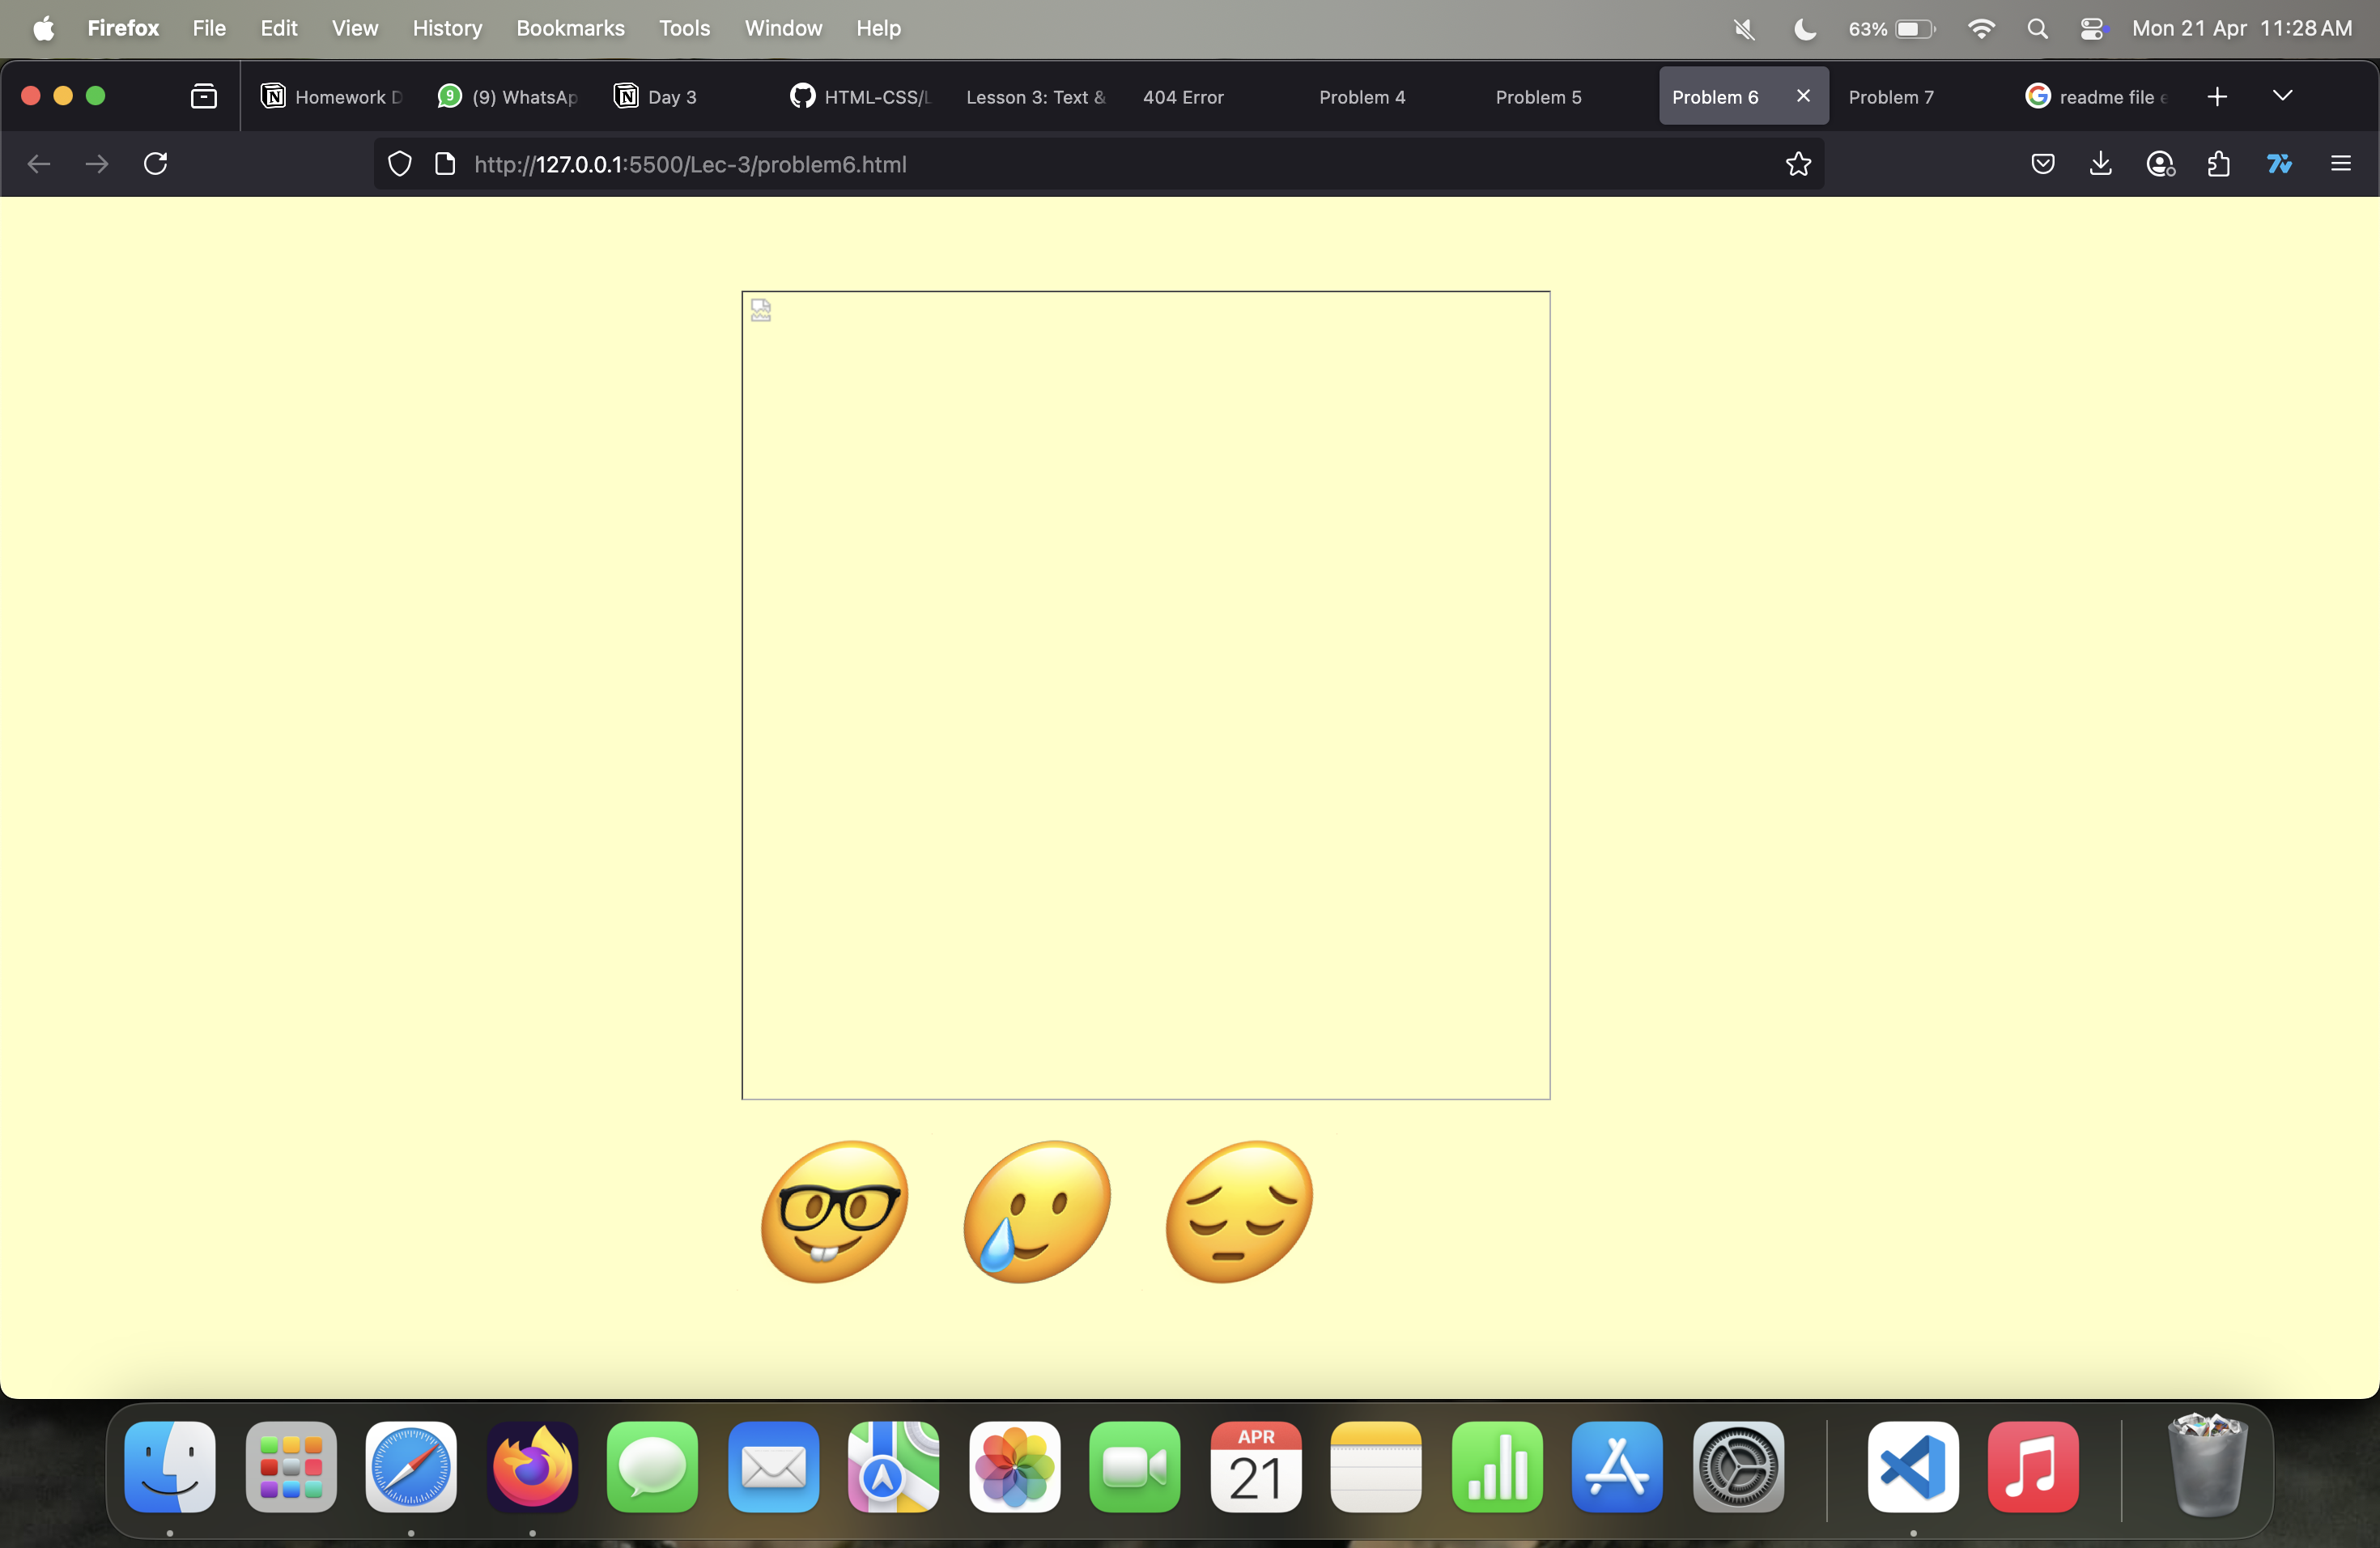 Firefox File Edit View History Bookmarks Tools Window Help 63% Mon 21 Apr 11:28 AM
Homework D 9 (9) WhatsAp Day 3 HTML-CSS/L Lesson 3: Text & 404 Error Problem 4 Problem 5 Problem 6 Problem 7 readme file e
http://127.0.0.1:5500/Lec-3/problem6.html
APR
21